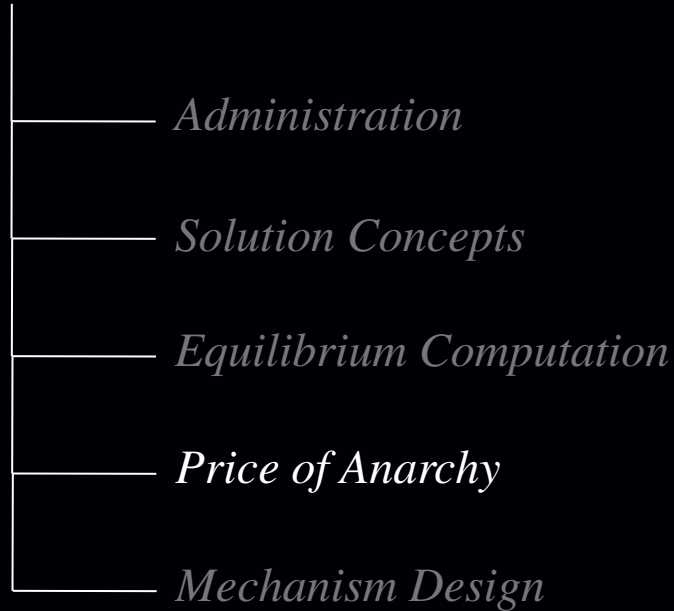 Administration
Solution Concepts
Equilibrium Computation
Price of Anarchy
Mechanism Design